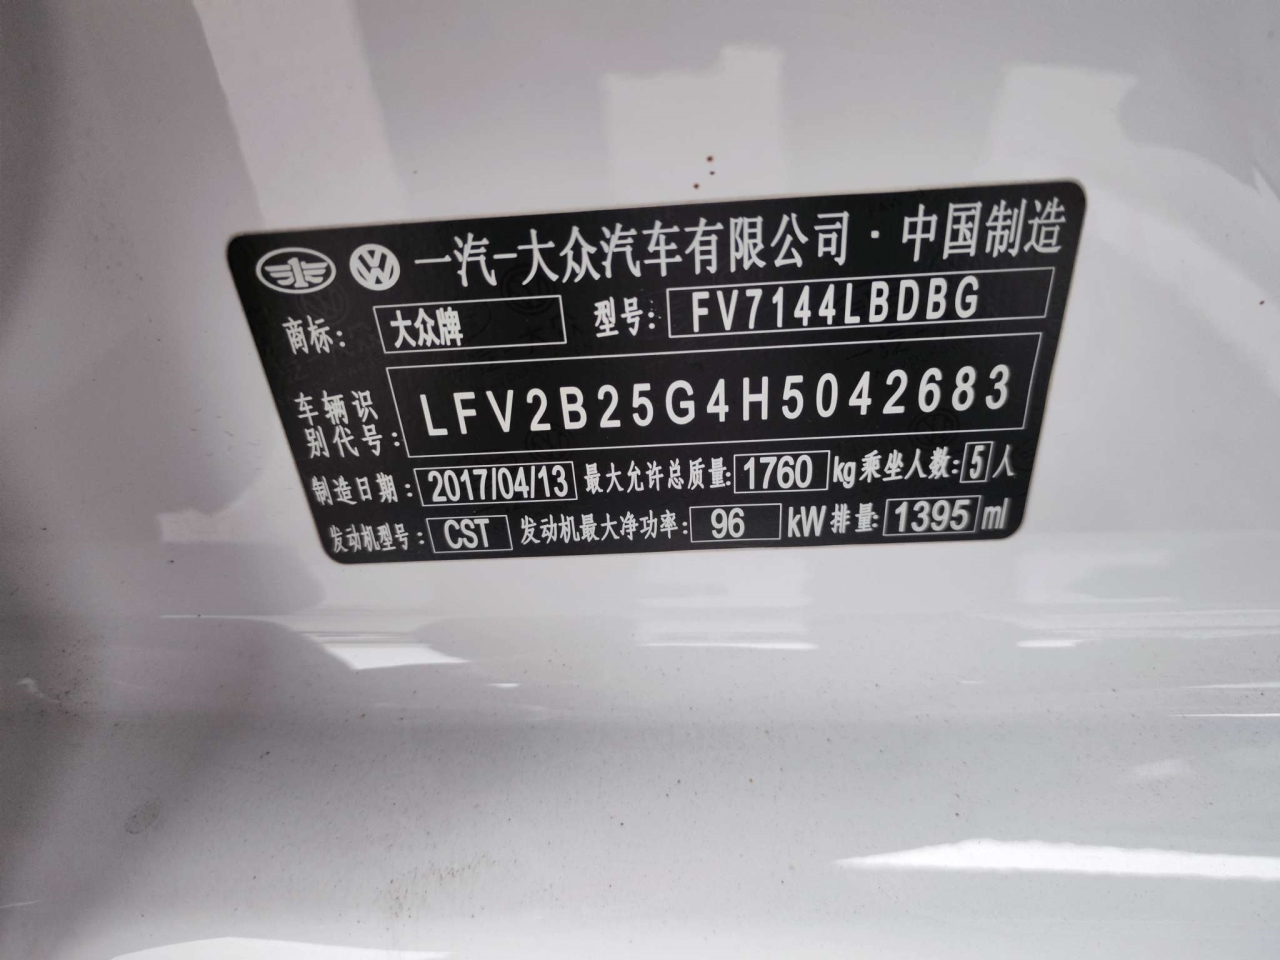 一汽-大众汽车有限公司·中国制造
商标： 大众牌 型号： FV7144LBDBG
车辆识别代号： LFV2B25G4H5042683
制造日期： 2017/04/13 最大允许总质量： 1760 kg 乘坐人数： 5 人
发动机型号： CST 发动机最大净功率： 96 kW 排量： 1395 ml